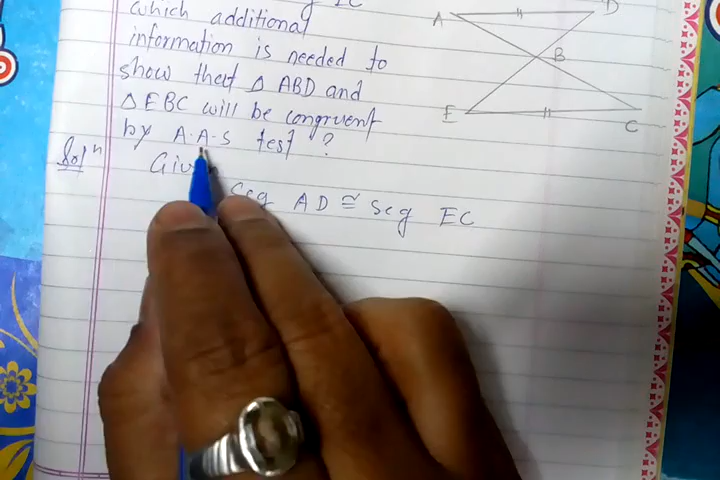 which additional
information is needed to
show that Δ ABD and
Δ EBC will be congruent
by A-A-S test ?
Solⁿ
seg AD ≅ seg EC
A
D
B
E
C